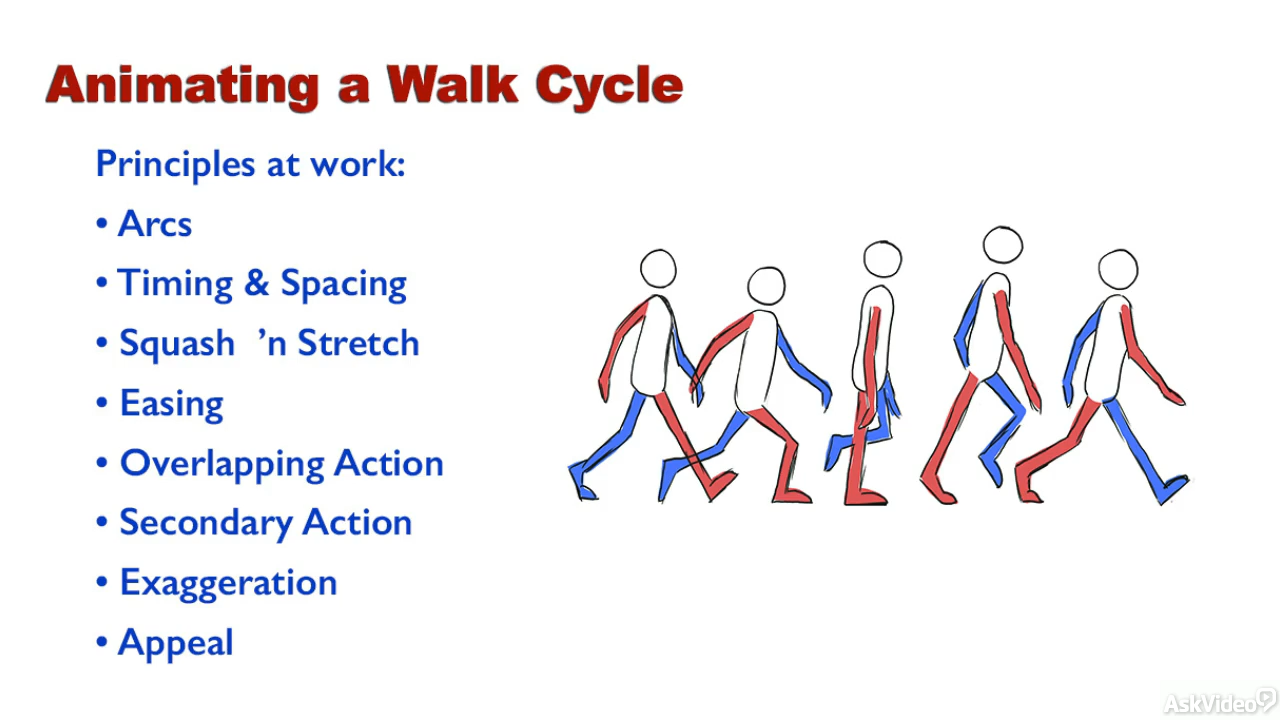 Animating a Walk Cycle
Principles at work:
• Arcs
• Timing & Spacing
• Squash ’n Stretch
• Easing
• Overlapping Action
• Secondary Action
• Exaggeration
• Appeal
AskVideo